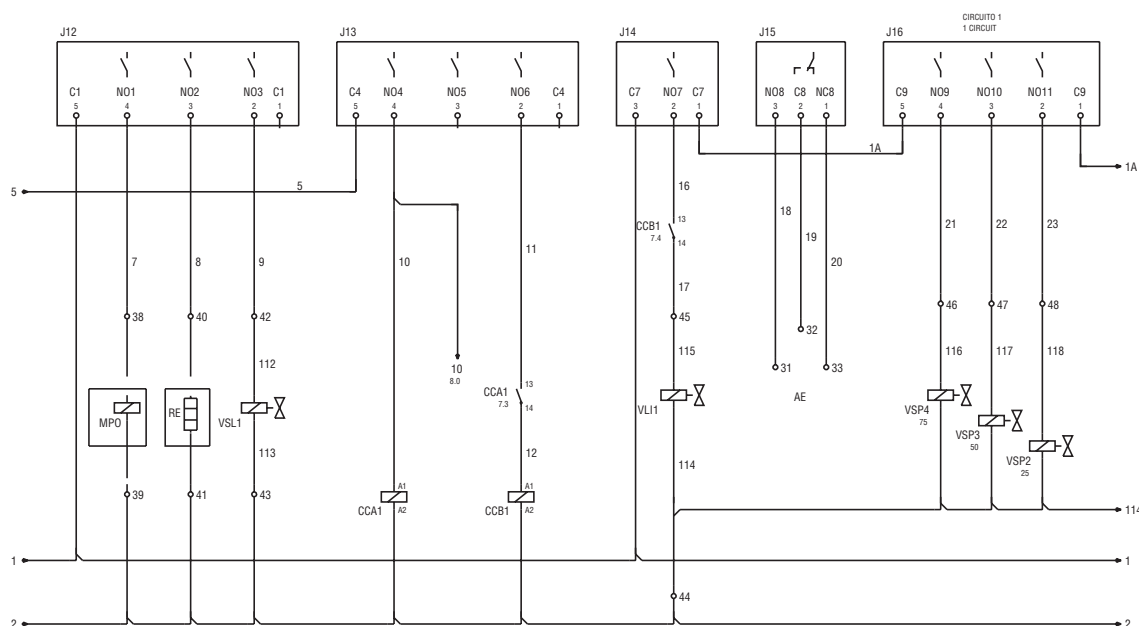 CIRCUITO 1
1 CIRCUIT
J12 J13 J14 J15 J16
C1 NO1 NO2 NO3 C1 C4 NO4 NO5 NO6 C4 C7 NO7 C7 NO8 C8 NC8 C9 NO9 NO10 NO11 C9
5 4 3 2 1 5 4 3 2 1 3 2 1 3 2 1 5 4 3 2 1
1A
1A
5 5
16
18
21 22 23
CCB1 13
7.4 14
19
11
7 8 9 10 20
17
38 40 42 45 46 47 48
32
112 115 116 117 118
10
8.0
31 33
CCA1 13
7.3 14
MPO RE VSL1 VLI1 AE VSP4
75
VSP3
50
VSP2
25
113 12 114
39 41 43
CCA1 A1 A2
CCB1 A1 A2
114
1 1
44
2 2